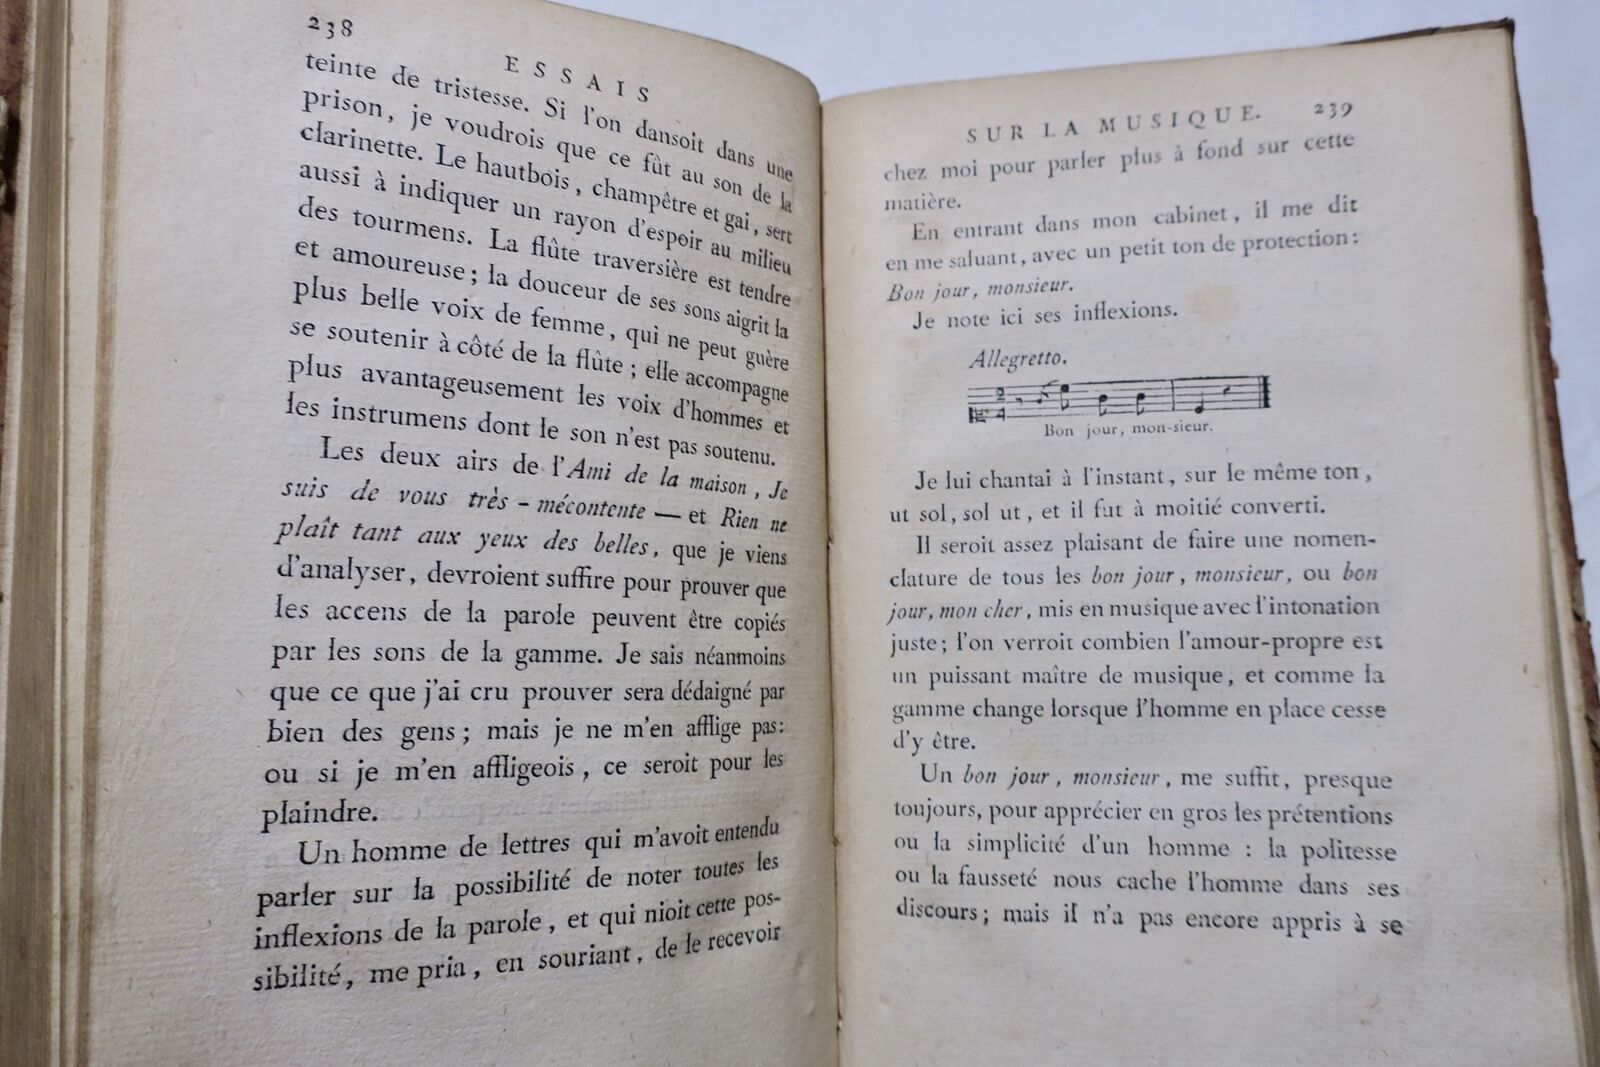 238
ESSAIS
teinte de tristesse. Si l'on dansoit dans une
prison, je voudrois que ce fût au son de la
clarinette. Le hautbois, champêtre et gai, sert
aussi à indiquer un rayon d'espoir au milieu
des tourmens. La flûte traversière est tendre
et amoureuse; la douceur de ses sons aigrit la
plus belle voix de femme, qui ne peut guère
se soutenir à côté de la flûte; elle accompagne
plus avantageusement les voix d'hommes et
les instrumens dont le son n'est pas soutenu.
Les deux airs de l'Ami de la maison, Je
suis de vous très-mécontente — et Rien ne
plaît tant aux yeux des belles, que je viens
d'analyser, devroient suffire pour prouver que
les accens de la parole peuvent être copiés
par les sons de la gamme. Je sais néanmoins
que ce que j'ai cru prouver sera dédaigné par
bien des gens; mais je ne m'en afflige pas:
ou si je m'en affligeois, ce seroit pour les
plaindre.
Un homme de lettres qui m'avoit entendu
parler sur la possibilité de noter toutes les
inflexions de la parole, et qui nioit cette pos-
sibilité, me pria, en souriant, de le recevoir
SUR LA MUSIQUE. 239
chez moi pour parler plus à fond sur cette
matière.
En entrant dans mon cabinet, il me dit
en me saluant, avec un petit ton de protection:
Bon jour, monsieur.
Je note ici ses inflexions.
Allegretto.
2
4
Bon jour, mon-sieur.
Je lui chantai à l'instant, sur le même ton,
ut sol, sol ut, et il fut à moitié converti.
Il seroit assez plaisant de faire une nomen-
clature de tous les bon jour, monsieur, ou bon
jour, mon cher, mis en musique avec l'intonation
juste; l'on verroit combien l'amour-propre est
un puissant maître de musique, et comme la
gamme change lorsque l'homme en place cesse
d'y être.
Un bon jour, monsieur, me suffit, presque
toujours, pour apprécier en gros les prétentions
ou la simplicité d'un homme : la politesse
ou la fausseté nous cache l'homme dans ses
discours; mais il n'a pas encore appris à se